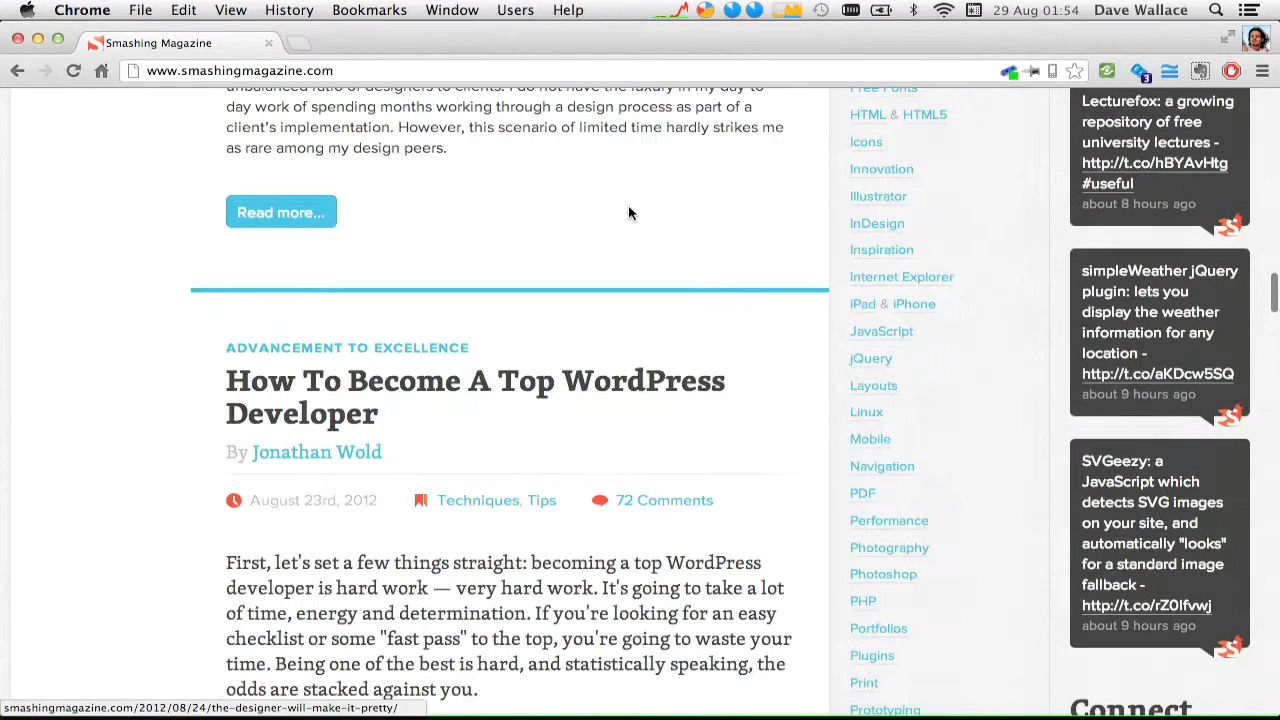 Chrome File Edit View History Bookmarks Window Users Help 29 Aug 01:54 Dave Wallace
Smashing Magazine
www.smashingmagazine.com
3
unbalanced ratio of designers to clients. I do not have the luxury in my day to
day work of spending months working through a design process as part of a
client's implementation. However, this scenario of limited time hardly strikes me
as rare among my design peers.
Read more...
ADVANCEMENT TO EXCELLENCE
How To Become A Top WordPress
Developer
By Jonathan Wold
August 23rd, 2012 Techniques, Tips 72 Comments
First, let's set a few things straight: becoming a top WordPress
developer is hard work — very hard work. It's going to take a lot
of time, energy and determination. If you're looking for an easy
checklist or some "fast pass" to the top, you're going to waste your
time. Being one of the best is hard, and statistically speaking, the
odds are stacked against you.
Free Fonts
HTML & HTML5
Icons
Innovation
Illustrator
InDesign
Inspiration
Internet Explorer
iPad & iPhone
JavaScript
jQuery
Layouts
Linux
Mobile
Navigation
PDF
Performance
Photography
Photoshop
PHP
Portfolios
Plugins
Print
Prototyping
Lecturefox: a growing
repository of free
university lectures -
http://t.co/hBYAvHtg
#useful
about 8 hours ago
simpleWeather jQuery
plugin: lets you
display the weather
information for any
location -
http://t.co/aKDcw5SQ
about 9 hours ago
SVGeezy: a
JavaScript which
detects SVG images
on your site, and
automatically "looks"
for a standard image
fallback -
http://t.co/rZ0lfvwj
about 9 hours ago
Connect
smashingmagazine.com/2012/08/24/the-designer-will-make-it-pretty/